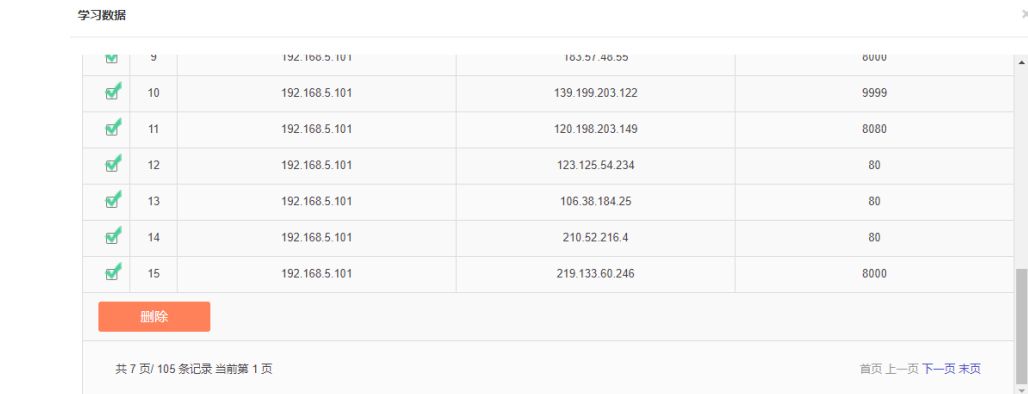 学习数据
9 192.168.5.101 183.57.48.55 8000
10 192.168.5.101 139.199.203.122 9999
11 192.168.5.101 120.198.203.149 8080
12 192.168.5.101 123.125.54.234 80
13 192.168.5.101 106.38.184.25 80
14 192.168.5.101 210.52.216.4 80
15 192.168.5.101 219.133.60.246 8000
删除
共 7 页/ 105 条记录 当前第 1 页 首页 上一页 下一页 末页